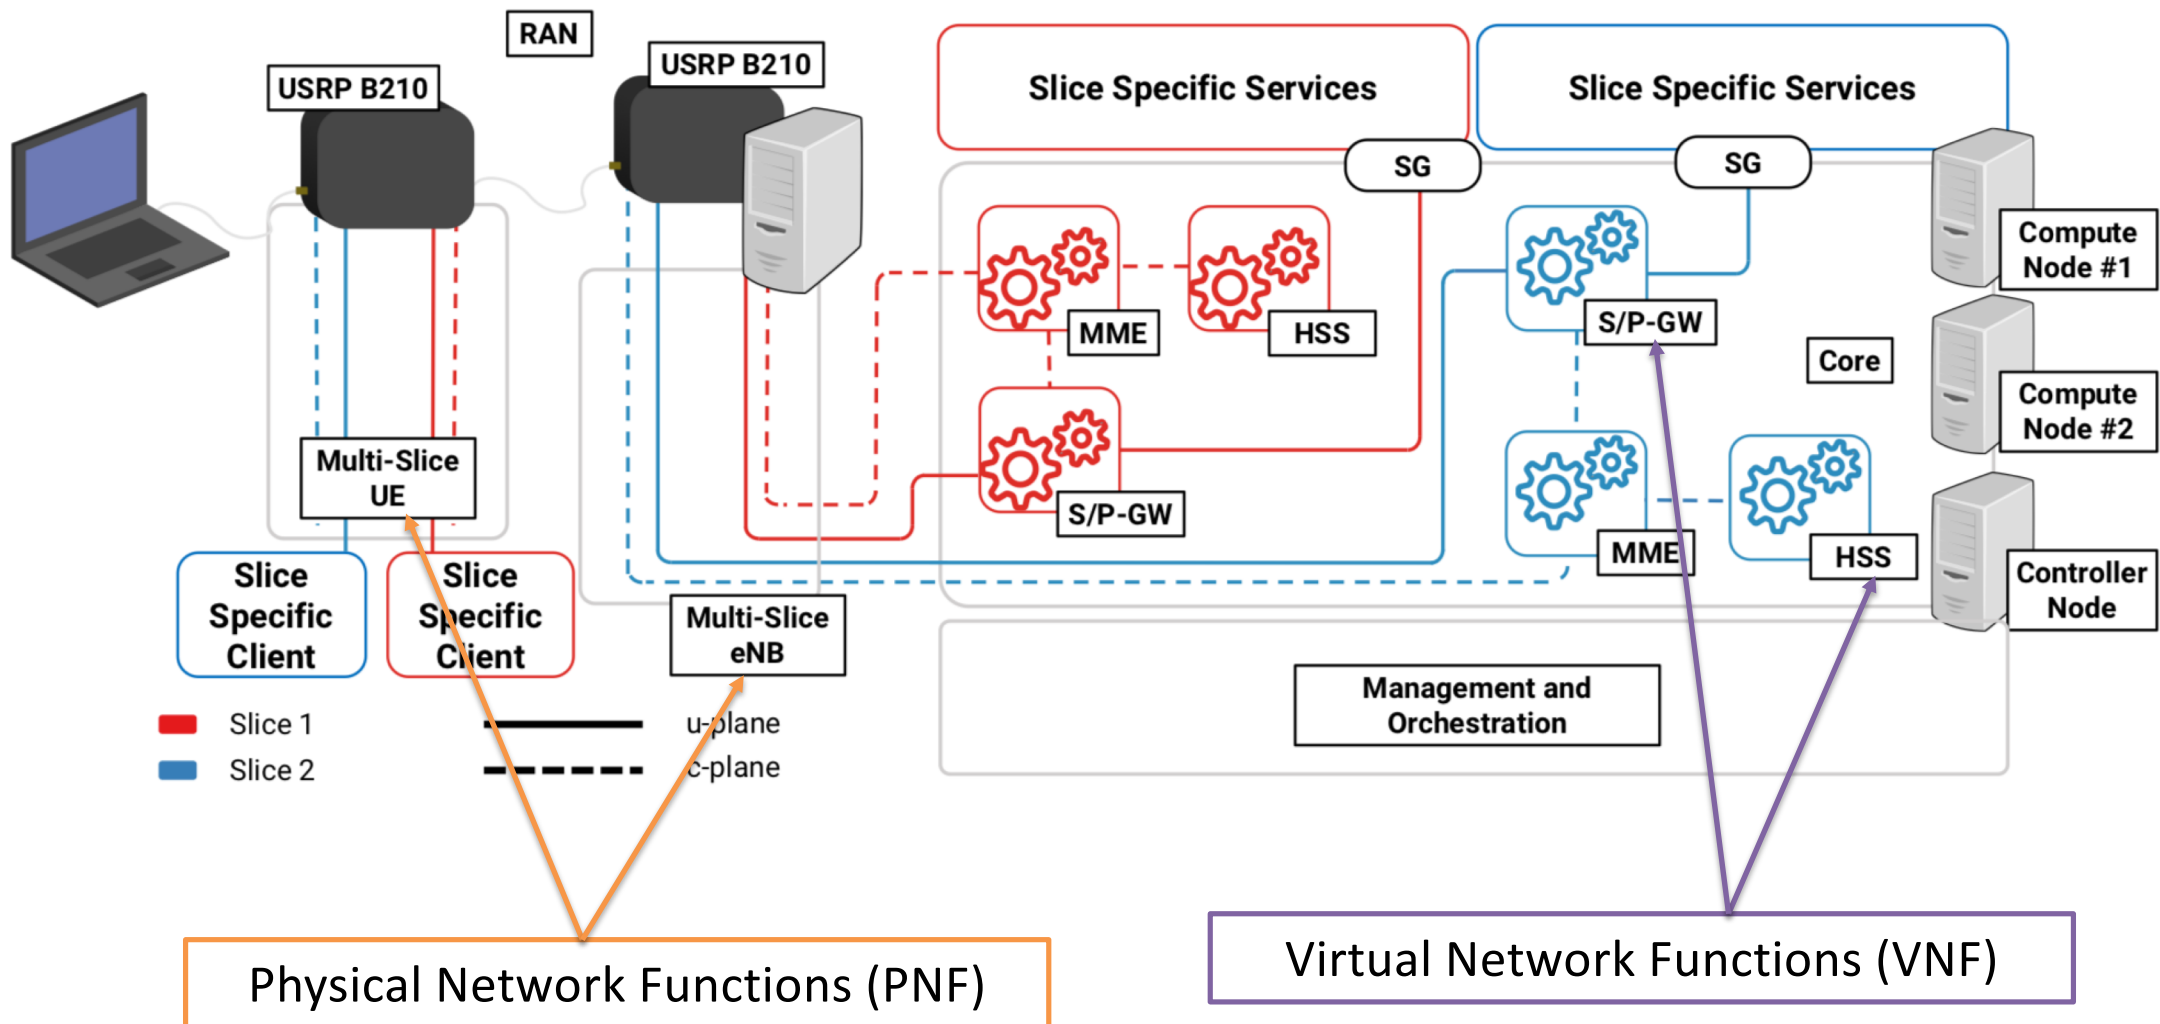 RAN
USRP B210
USRP B210
Slice Specific Services
Slice Specific Services
SG
SG
Compute
Node #1
MME
HSS
S/P-GW
Core
Compute
Node #2
Multi-Slice
UE
S/P-GW
MME
HSS
Controller
Node
Slice
Specific
Client
Slice
Specific
Client
Multi-Slice
eNB
Management and
Orchestration
Slice 1
u-plane
Slice 2
c-plane
Physical Network Functions (PNF)
Virtual Network Functions (VNF)